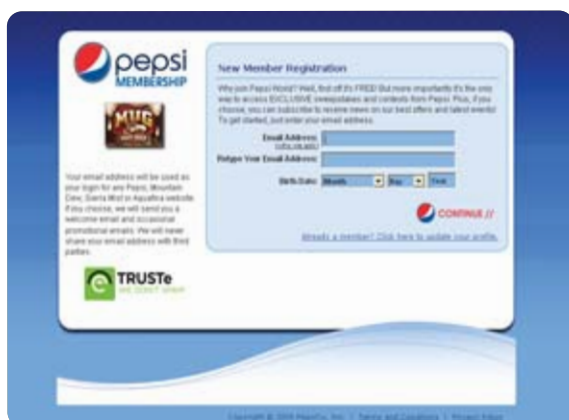 pepsi
MEMBERSHIP
MUG
Your email address will be used as
your login for any Pepsi, Mountain
Dew, Sierra Mist or Aquafina website.
If you choose, we will send you a
welcome email and occasional
promotional emails. We will never
share your email address with third
parties.
TRUSTe
New Member Registration
Why join Pepsi World? Well, first off it's FREE! But more importantly it's the only
way to access EXCLUSIVE sweepstakes and contests from Pepsi. Plus, if you
choose, you can subscribe to receive news on our best offers and latest events!
To get started, just enter your email address.
Email Address:
Retype Your Email Address:
Birth Date: Month Day Year
CONTINUE //
Already a member? Click here to update your profile.
Copyright © PepsiCo, Inc. | Terms and Conditions | Privacy Policy